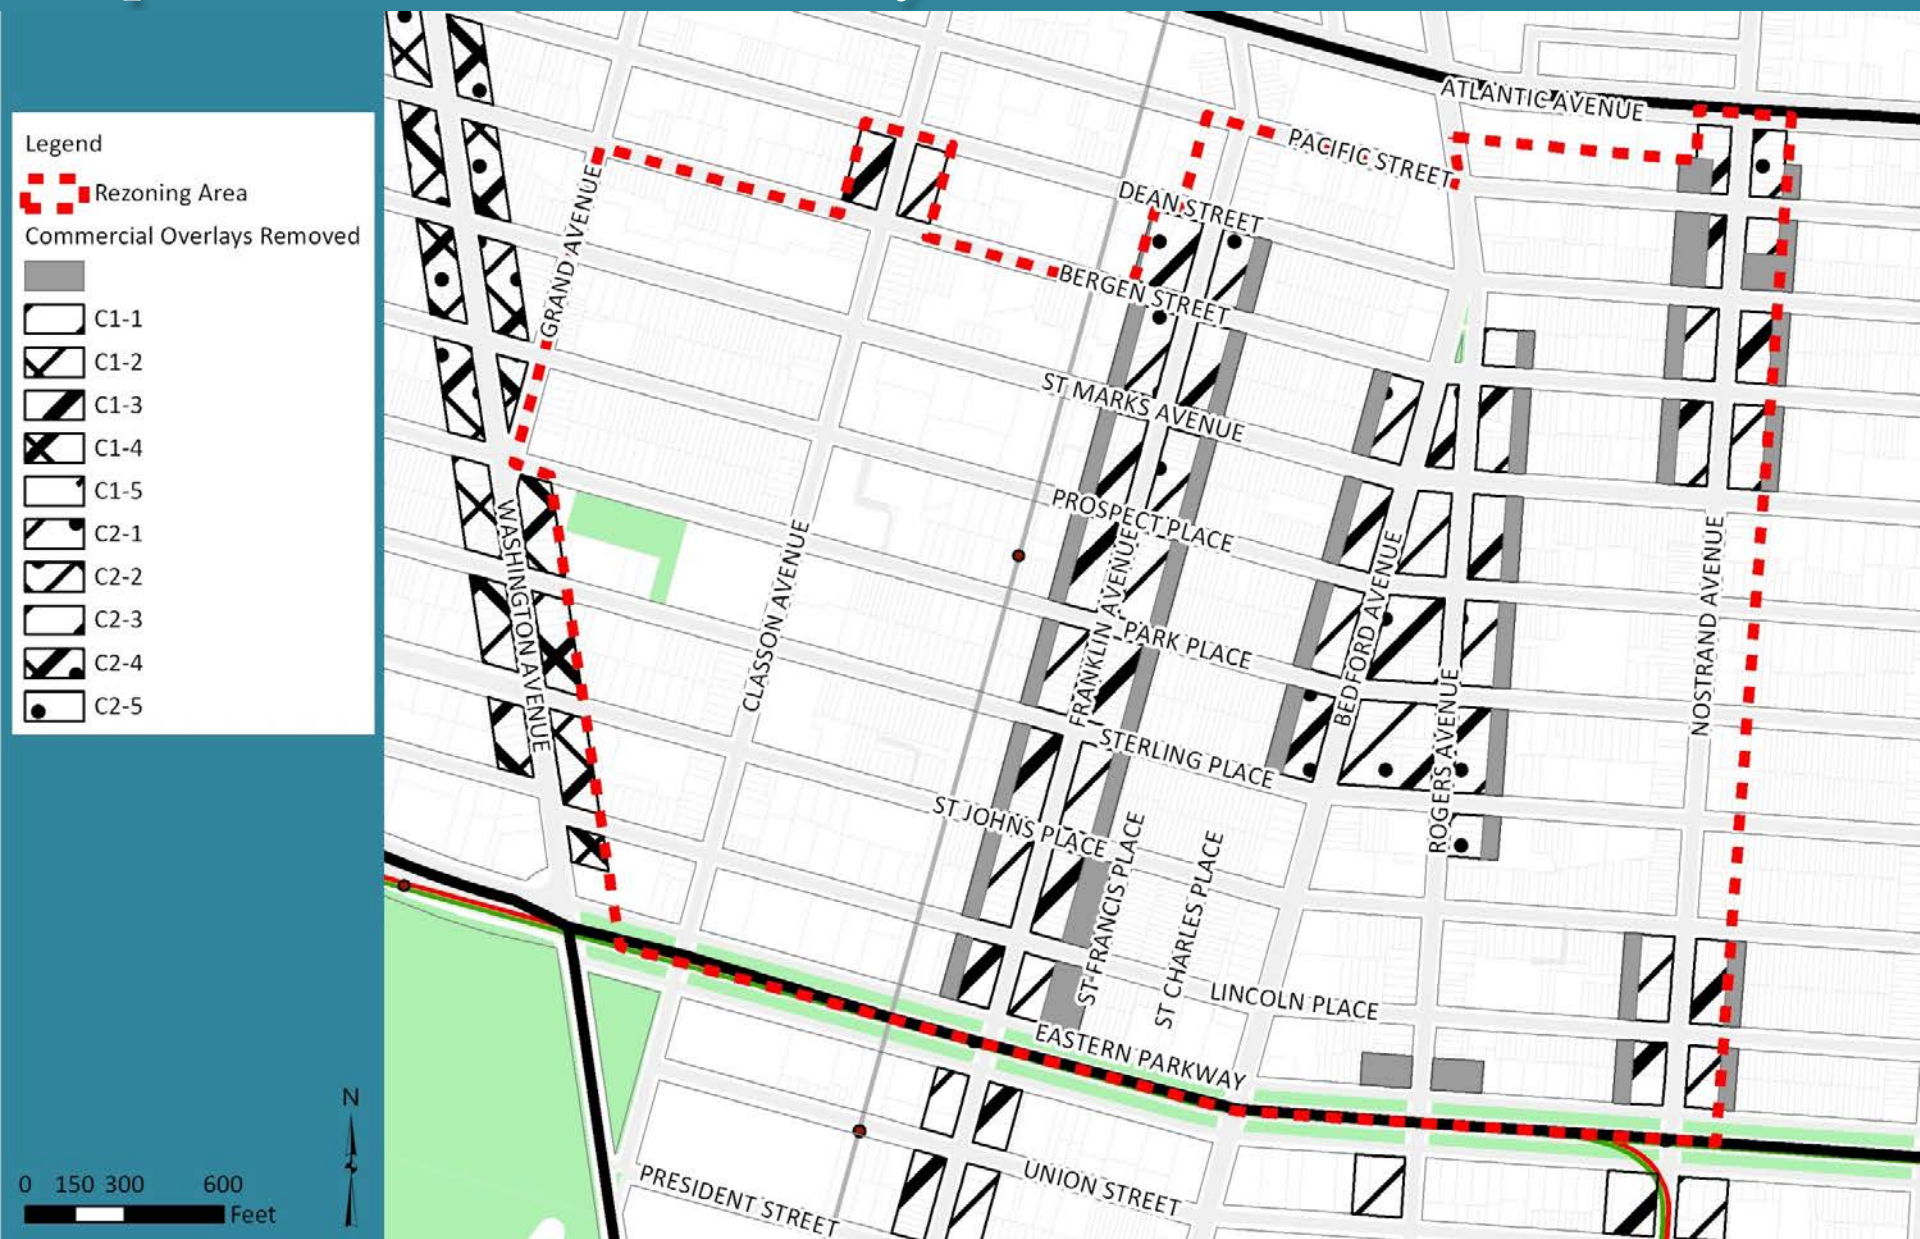 Legend
Rezoning Area
Commercial Overlays Removed
C1-1
C1-2
C1-3
C1-4
C1-5
C2-1
C2-2
C2-3
C2-4
C2-5
N
0 150 300 600
Feet
ATLANTIC AVENUE
PACIFIC STREET
DEAN STREET
GRAND AVENUE
BERGEN STREET
ST MARKS AVENUE
PROSPECT PLACE
WASHINGTON AVENUE
CLASSON AVENUE
FRANKLIN AVENUE
BEDFORD AVENUE
NOSTRAND AVENUE
PARK PLACE
ROGERS AVENUE
STERLING PLACE
ST JOHNS PLACE
ST FRANCIS PLACE
ST CHARLES PLACE
LINCOLN PLACE
EASTERN PARKWAY
UNION STREET
PRESIDENT STREET